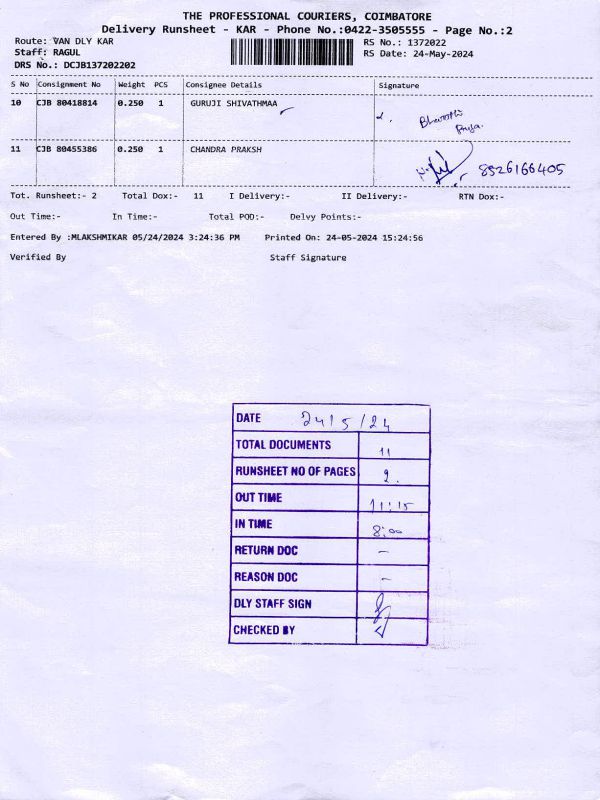 THE PROFESSIONAL COURIERS, COIMBATORE
Delivery Runsheet - KAR - Phone No.:0422-3505555 - Page No.:2
Route: VAN DLY KAR RS No.: 1372022
Staff: RAGUL RS Date: 24-May-2024
DRS No.: DCJB137202202
S No Consignment No Weight PCS Consignee Details Signature
10 CJB 80418814 0.250 1 GURUJI SHIVATHMAA
11 CJB 80455386 0.250 1 CHANDRA PRAKSH 8526166405
Tot. Runsheet:- 2 Total Dox:- 11 I Delivery:- II Delivery:- RTN Dox:-
Out Time:- In Time:- Total POD:- Delvy Points:-
Entered By :MLAKSHMIKAR 05/24/2024 3:24:36 PM Printed On: 24-05-2024 15:24:56
Verified By Staff Signature
DATE 24/5/24
TOTAL DOCUMENTS 11
RUNSHEET NO OF PAGES 2.
OUT TIME 11:15
IN TIME 8:00
RETURN DOC -
REASON DOC -
DLY STAFF SIGN
CHECKED BY